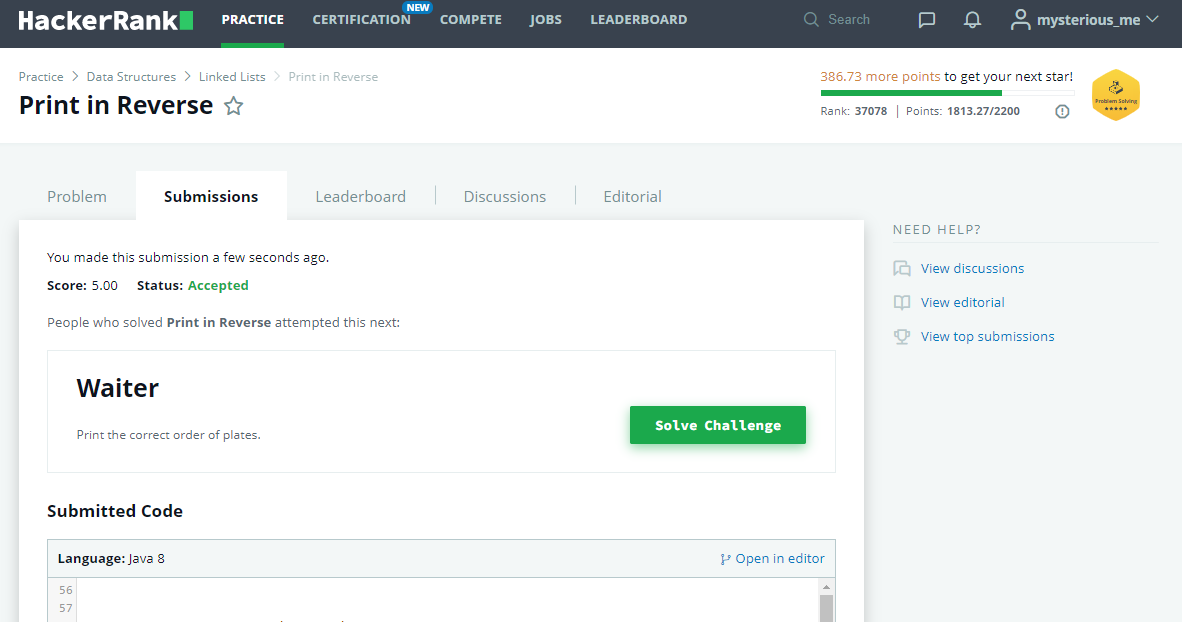 HackerRank
PRACTICE
CERTIFICATION
NEW
COMPETE
JOBS
LEADERBOARD
Search
mysterious_me
Practice > Data Structures > Linked Lists > Print in Reverse
Print in Reverse
386.73 more points to get your next star!
Rank: 37078 | Points: 1813.27/2200
Problem Solving
Problem
Submissions
Leaderboard
Discussions
Editorial
You made this submission a few seconds ago.
Score: 5.00 Status: Accepted
People who solved Print in Reverse attempted this next:
Waiter
Print the correct order of plates.
Solve Challenge
Submitted Code
Language: Java 8
Open in editor
56
57
NEED HELP?
View discussions
View editorial
View top submissions